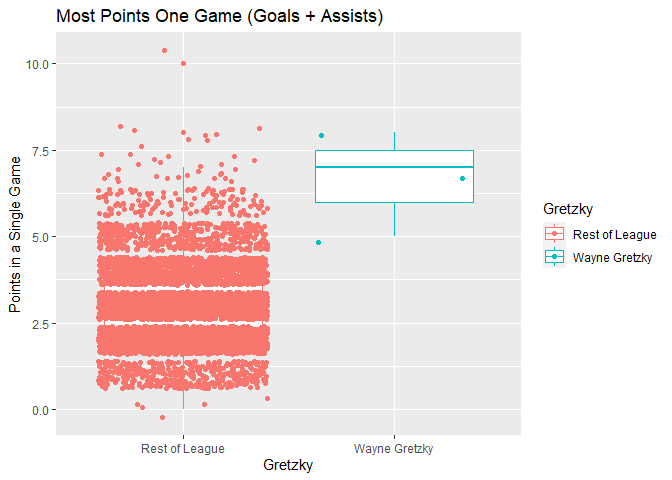 Most Points One Game (Goals + Assists)
Points in a Single Game
10.0
7.5
5.0
2.5
0.0
Rest of League
Wayne Gretzky
Gretzky
Gretzky
Rest of League
Wayne Gretzky